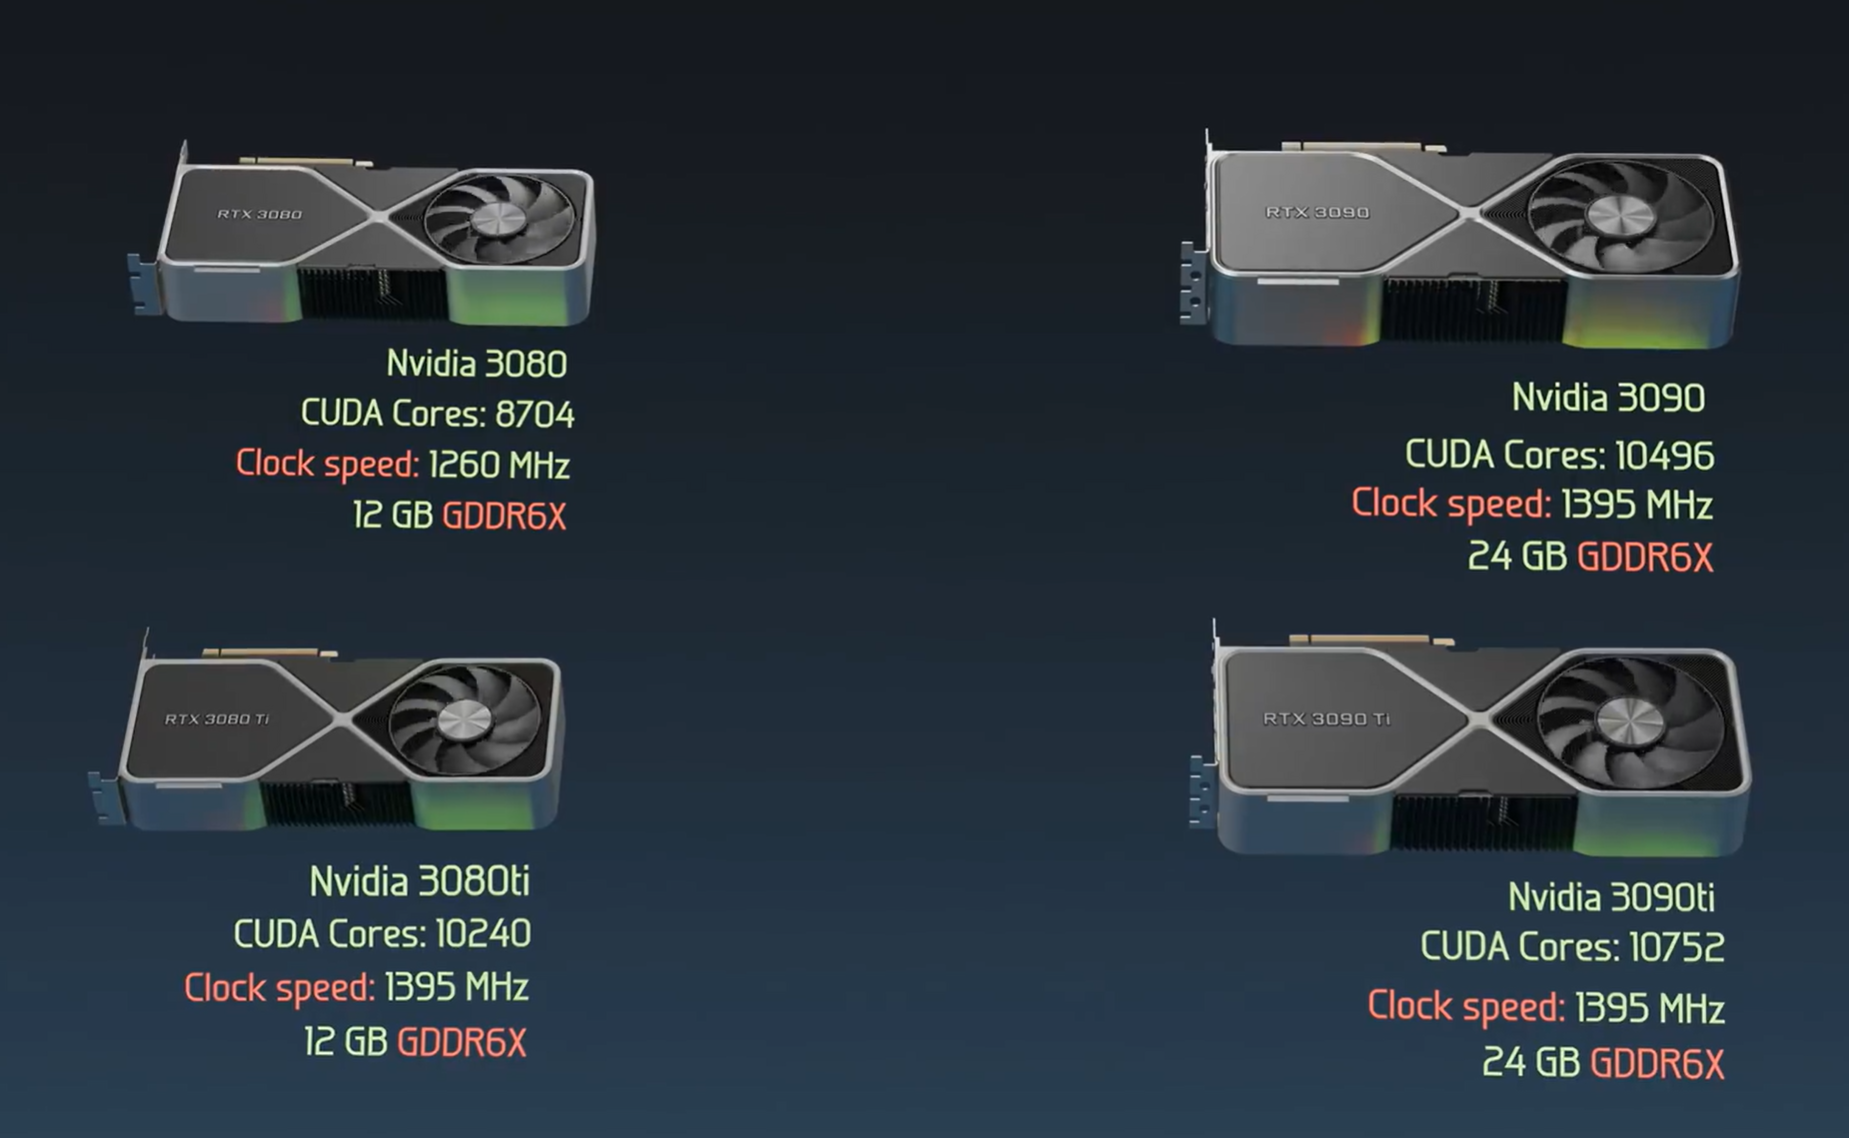 RTX 3080
Nvidia 3080
CUDA Cores: 8704
Clock speed: 1260 MHz
12 GB GDDR6X
RTX 3090
Nvidia 3090
CUDA Cores: 10496
Clock speed: 1395 MHz
24 GB GDDR6X
RTX 3080 Ti
Nvidia 3080ti
CUDA Cores: 10240
Clock speed: 1395 MHz
12 GB GDDR6X
RTX 3090 Ti
Nvidia 3090ti
CUDA Cores: 10752
Clock speed: 1395 MHz
24 GB GDDR6X